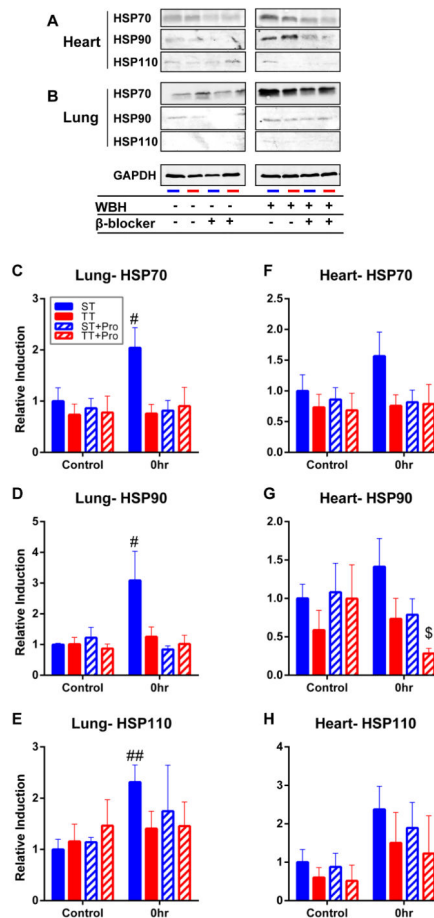 A
Heart
HSP70
HSP90
HSP110
B
Lung
HSP70
HSP90
HSP110
GAPDH
WBH - - - - + + + +
β-blocker - - + + - - + +
C
Lung- HSP70
Relative Induction
3
2
1
0
ST
TT
ST+Pro
TT+Pro
#
Control 0hr
F
Heart- HSP70
2.5
2.0
1.5
1.0
0.5
0.0
Control 0hr
D
Lung- HSP90
Relative Induction
5
4
3
2
1
0
#
Control 0hr
G
Heart- HSP90
2.0
1.5
1.0
0.5
0.0
$
Control 0hr
E
Lung- HSP110
Relative Induction
3
2
1
0
##
Control 0hr
H
Heart- HSP110
4
3
2
1
0
Control 0hr